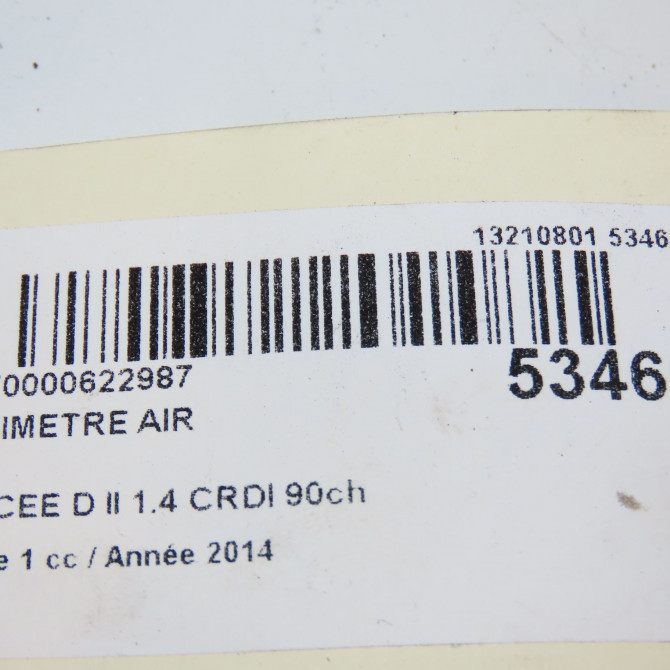 13210801 5346
0000622987
5346
IMETRE AIR
CEE D II 1.4 CRDI 90ch
e 1 cc / Année 2014